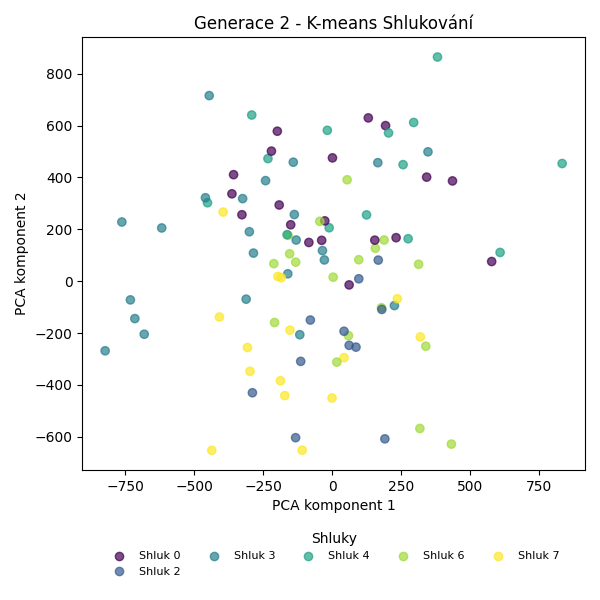 Generace 2 - K-means Shlukování
PCA komponent 2
800
600
400
200
0
−200
−400
−600
−750
−500
−250
0
250
500
750
PCA komponent 1
Shluky
Shluk 0
Shluk 3
Shluk 4
Shluk 6
Shluk 7
Shluk 2